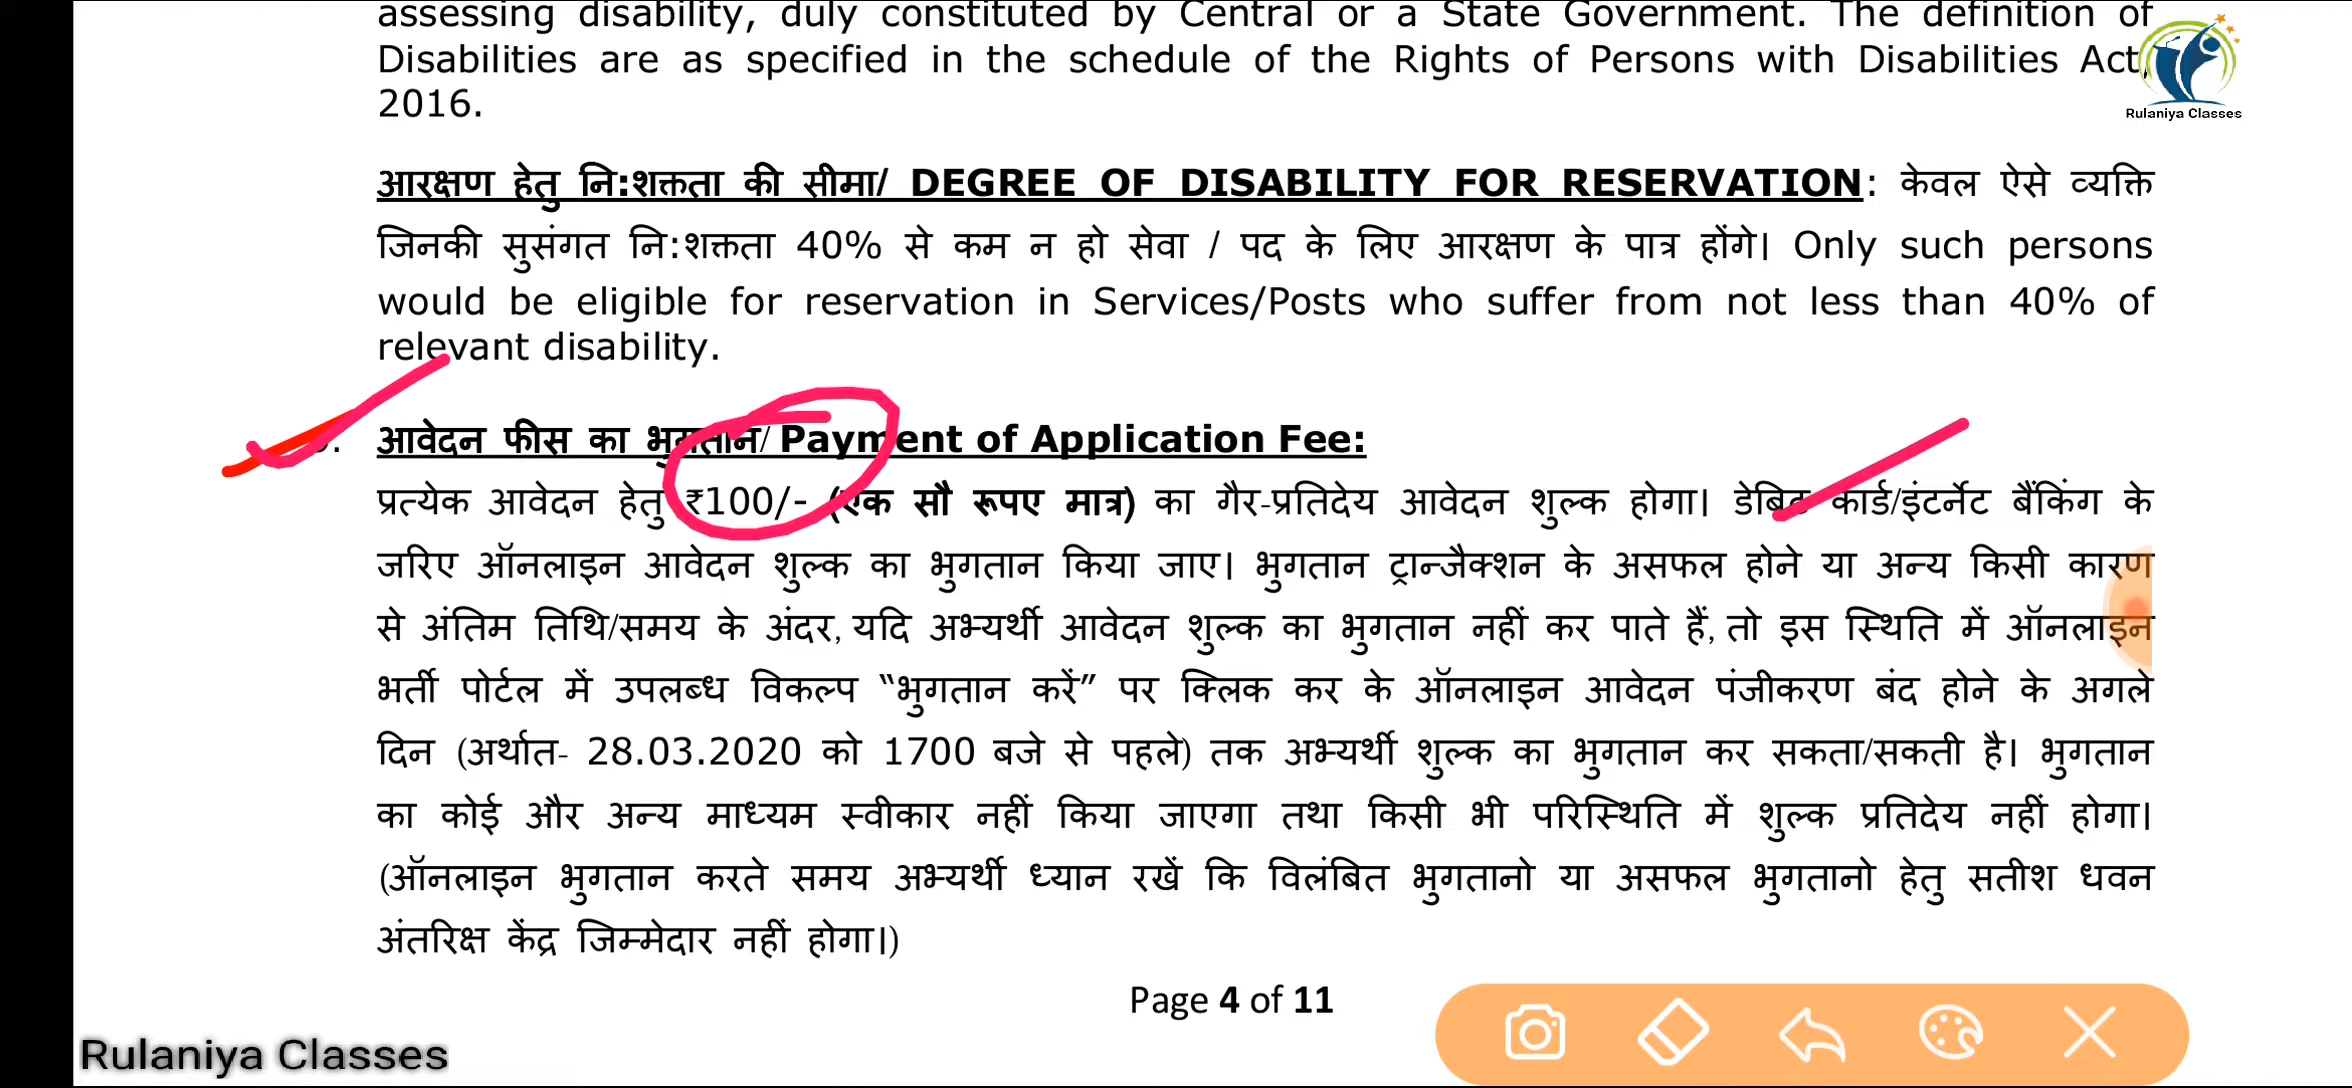 assessing disability, duly constituted by Central or a State Government. The definition of
Disabilities are as specified in the schedule of the Rights of Persons with Disabilities Act,
2016.
Rulaniya Classes
आरक्षण हेतु नि:शक्तता की सीमा/ DEGREE OF DISABILITY FOR RESERVATION: केवल ऐसे व्यक्ति
जिनकी सुसंगत नि:शक्तता 40% से कम न हो सेवा / पद के लिए आरक्षण के पात्र होंगे। Only such persons
would be eligible for reservation in Services/Posts who suffer from not less than 40% of
relevant disability.
आवेदन फीस का भुगतान/ Payment of Application Fee:
प्रत्येक आवेदन हेतु ₹100/- (एक सौ रूपए मात्र) का गैर-प्रतिदेय आवेदन शुल्क होगा। डेबिट कार्ड/इंटर्नेट बैंकिंग के
जरिए ऑनलाइन आवेदन शुल्क का भुगतान किया जाए। भुगतान ट्रान्जैक्शन के असफल होने या अन्य किसी कारण
से अंतिम तिथि/समय के अंदर, यदि अभ्यर्थी आवेदन शुल्क का भुगतान नहीं कर पाते हैं, तो इस स्थिति में ऑनलाइन
भर्ती पोर्टल में उपलब्ध विकल्प “भुगतान करें” पर क्लिक कर के ऑनलाइन आवेदन पंजीकरण बंद होने के अगले
दिन (अर्थात- 28.03.2020 को 1700 बजे से पहले) तक अभ्यर्थी शुल्क का भुगतान कर सकता/सकती है। भुगतान
का कोई और अन्य माध्यम स्वीकार नहीं किया जाएगा तथा किसी भी परिस्थिति में शुल्क प्रतिदेय नहीं होगा।
(ऑनलाइन भुगतान करते समय अभ्यर्थी ध्यान रखें कि विलंबित भुगतानो या असफल भुगतानो हेतु सतीश धवन
अंतरिक्ष केंद्र जिम्मेदार नहीं होगा।)
Page 4 of 11
Rulaniya Classes